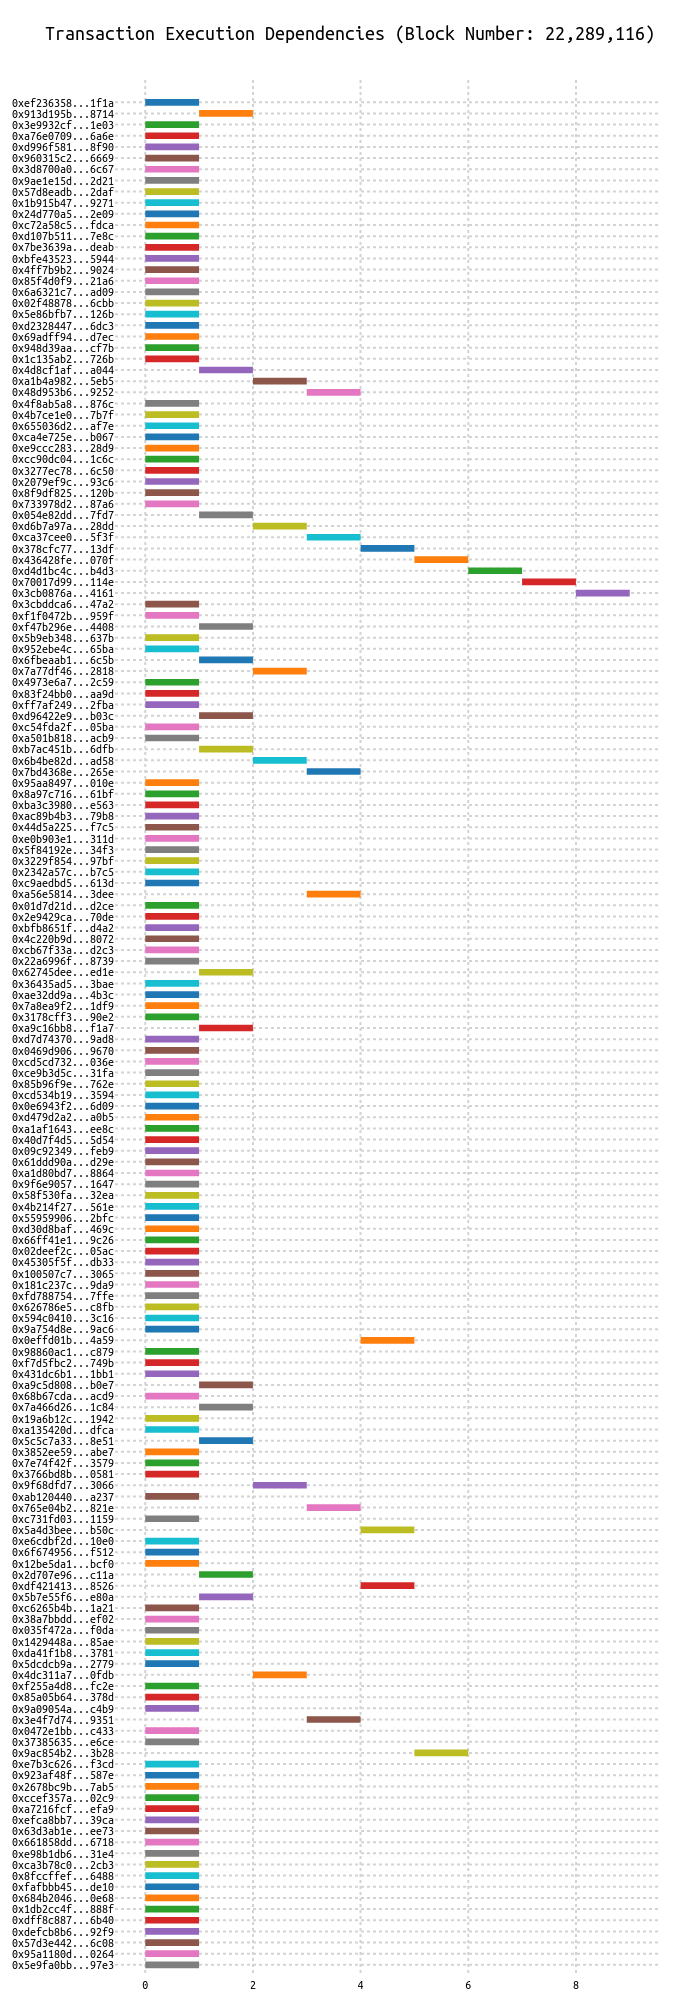 Transaction Execution Dependencies (Block Number: 22,289,116)
0xef236358...1f1a
0x913d195b...8714
0x3e9932cf...1e03
0xa76e0709...6a6e
0xd996f581...8f90
0x960315c2...6669
0x3d8700a0...6c67
0x9ae1e15d...2d21
0x57d8eadb...2daf
0x1b915b47...9271
0x24d770a5...2e09
0xc72a58c5...fdca
0xd107b511...7e8c
0x7be3639a...deab
0xbfe43523...5944
0x4ff7b9b2...9024
0x85f4d0f9...21a6
0x6a6321c7...ad09
0x02f48878...6cbb
0x5e86bfb7...126b
0xd2328447...6dc3
0x69adff94...d7ec
0x948d39aa...cf7b
0x1c135ab2...726b
0x4d8cf1af...a044
0xa1b4a982...5eb5
0x48d953b6...9252
0x4f8ab5a8...876c
0x4b7ce1e0...7b7f
0x655036d2...af7e
0xca4e725e...b067
0xe9ccc283...28d9
0xcc90dc04...1c6c
0x3277ec78...6c50
0x2079ef9c...93c6
0x8f9df825...120b
0x733978d2...87a6
0x054e82dd...7fd7
0xd6b7a97a...28dd
0xca37cee0...5f3f
0x378cfc77...13df
0x436428fe...070f
0xd4d1bc4c...b4d3
0x70017d99...114e
0x3cb0876a...4161
0x3cbddca6...47a2
0xf1f0472b...959f
0xf47b296e...4408
0x5b9eb348...637b
0x952ebe4c...65ba
0x6fbeaab1...6c5b
0x7a77df46...2818
0x4973e6a7...2c59
0x83f24bb0...aa9d
0xff7af249...2fba
0xd96422e9...b03c
0xc54fda2f...05ba
0xa501b818...acb9
0xb7ac451b...6dfb
0x6b4be82d...ad58
0x7bd4368e...265e
0x95aa8497...010e
0x8a97c716...61bf
0xba3c3980...e563
0xac89b4b3...79b8
0x44d5a225...f7c5
0xe0b903e1...311d
0x5f84192e...34f3
0x3229f854...97bf
0x2342a57c...b7c5
0xc9aedbd5...613d
0xa56e5814...3dee
0x01d7d21d...d2ce
0x2e9429ca...70de
0xbfb8651f...d4a2
0x4c220b9d...8072
0xcb67f33a...d2c3
0x22a6996f...8739
0x62745dee...ed1e
0x36435ad5...3bae
0xae32dd9a...4b3c
0x7a8ea9f2...1df9
0x3178cff3...90e2
0xa9c16bb8...f1a7
0xd7d74370...9ad8
0x0469d906...9670
0xcd5cd732...036e
0xce9b3d5c...31fa
0x85b96f9e...762e
0xcd534b19...3594
0x0e6943f2...6d09
0xd479d2a2...a0b5
0xa1af1643...ee8c
0x40d7f4d5...5d54
0x09c92349...feb9
0x61ddd90a...d29e
0xa1d80bd7...8864
0x9f6e9057...1647
0x58f530fa...32ea
0x4b214f27...561e
0x55959906...2bfc
0xd30d8baf...469c
0x66ff41e1...9c26
0x02deef2c...05ac
0x45305f5f...db33
0x100507c7...3065
0x181c237c...9da9
0xfd788754...7ffe
0x626786e5...c8fb
0x594c0410...3c16
0x9a754d8e...9ac6
0x0effd01b...4a59
0x98860ac1...c879
0xf7d5fbc2...749b
0x431dc6b1...1bb1
0xa9c5d808...b0e7
0x68b67cda...acd9
0x7a466d26...1c84
0x19a6b12c...1942
0xa135420d...dfca
0x5c5c7a33...8e51
0x3852ee59...abe7
0x7e74f42f...3579
0x3766bd8b...0581
0x9f68dfd7...3066
0xab120440...a237
0x765e04b2...821e
0xc731fd03...1159
0x5a4d3bee...b50c
0xe6cdbf2d...10e0
0x6f674956...f512
0x12be5da1...bcf0
0x2d707e96...c11a
0xdf421413...8526
0x5b7e55f6...e80a
0xc6265b4b...1a21
0x38a7bbdd...ef02
0x035f472a...f0da
0x1429448a...85ae
0xda41f1b8...3781
0x5dcdcb9a...2779
0x4dc311a7...0fdb
0xf255a4d8...fc2e
0x85a05b64...378d
0x9a09054a...c4b9
0x3e4f7d74...9351
0x0472e1bb...c433
0x37385635...e6ce
0x9ac854b2...3b28
0xe7b3c626...f3cd
0x923af48f...587e
0x2678bc9b...7ab5
0xccef357a...02c9
0xa7216fcf...efa9
0xefca8bb7...39ca
0x63d3ab1e...ee73
0x661858dd...6718
0xe98b1db6...31e4
0xca3b78c0...2cb3
0x8fccffef...6488
0xfafbbb45...de10
0x684b2046...0e68
0x1db2cc4f...888f
0xdff8c887...6b40
0xdefcb8b6...92f9
0x57d3e442...6c08
0x95a1180d...0264
0x5e9fa0bb...97e3
0 2 4 6 8